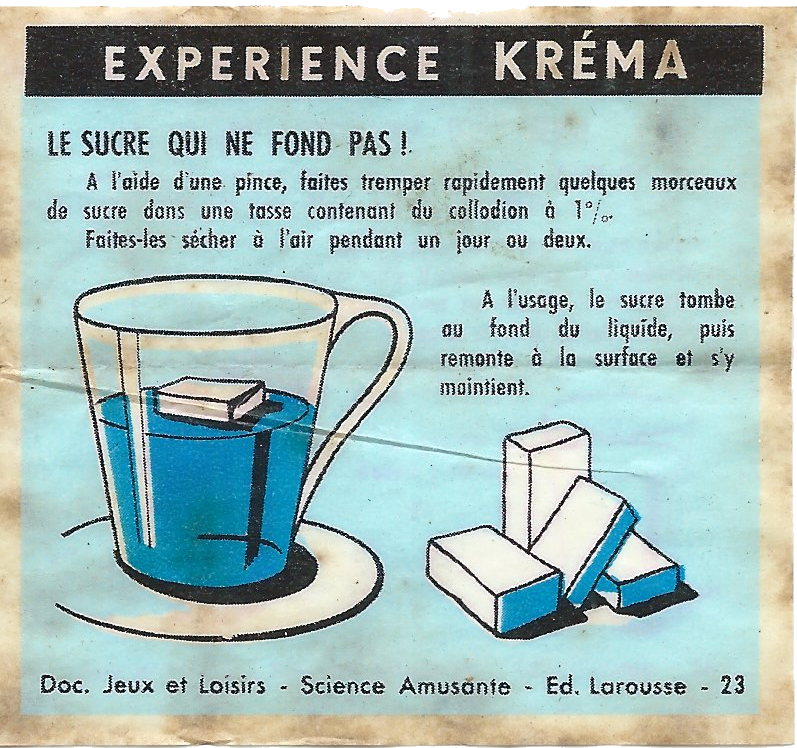 EXPERIENCE KRÉMA
LE SUCRE QUI NE FOND PAS !
A l'aide d'une pince, faites tremper rapidement quelques morceaux
de sucre dans une tasse contenant du collodion à 1%.
Faites-les sécher à l'air pendant un jour ou deux.
A l'usage, le sucre tombe
au fond du liquide, puis
remonte à la surface et s'y
maintient.
Doc. Jeux et Loisirs - Science Amusante - Ed. Larousse - 23